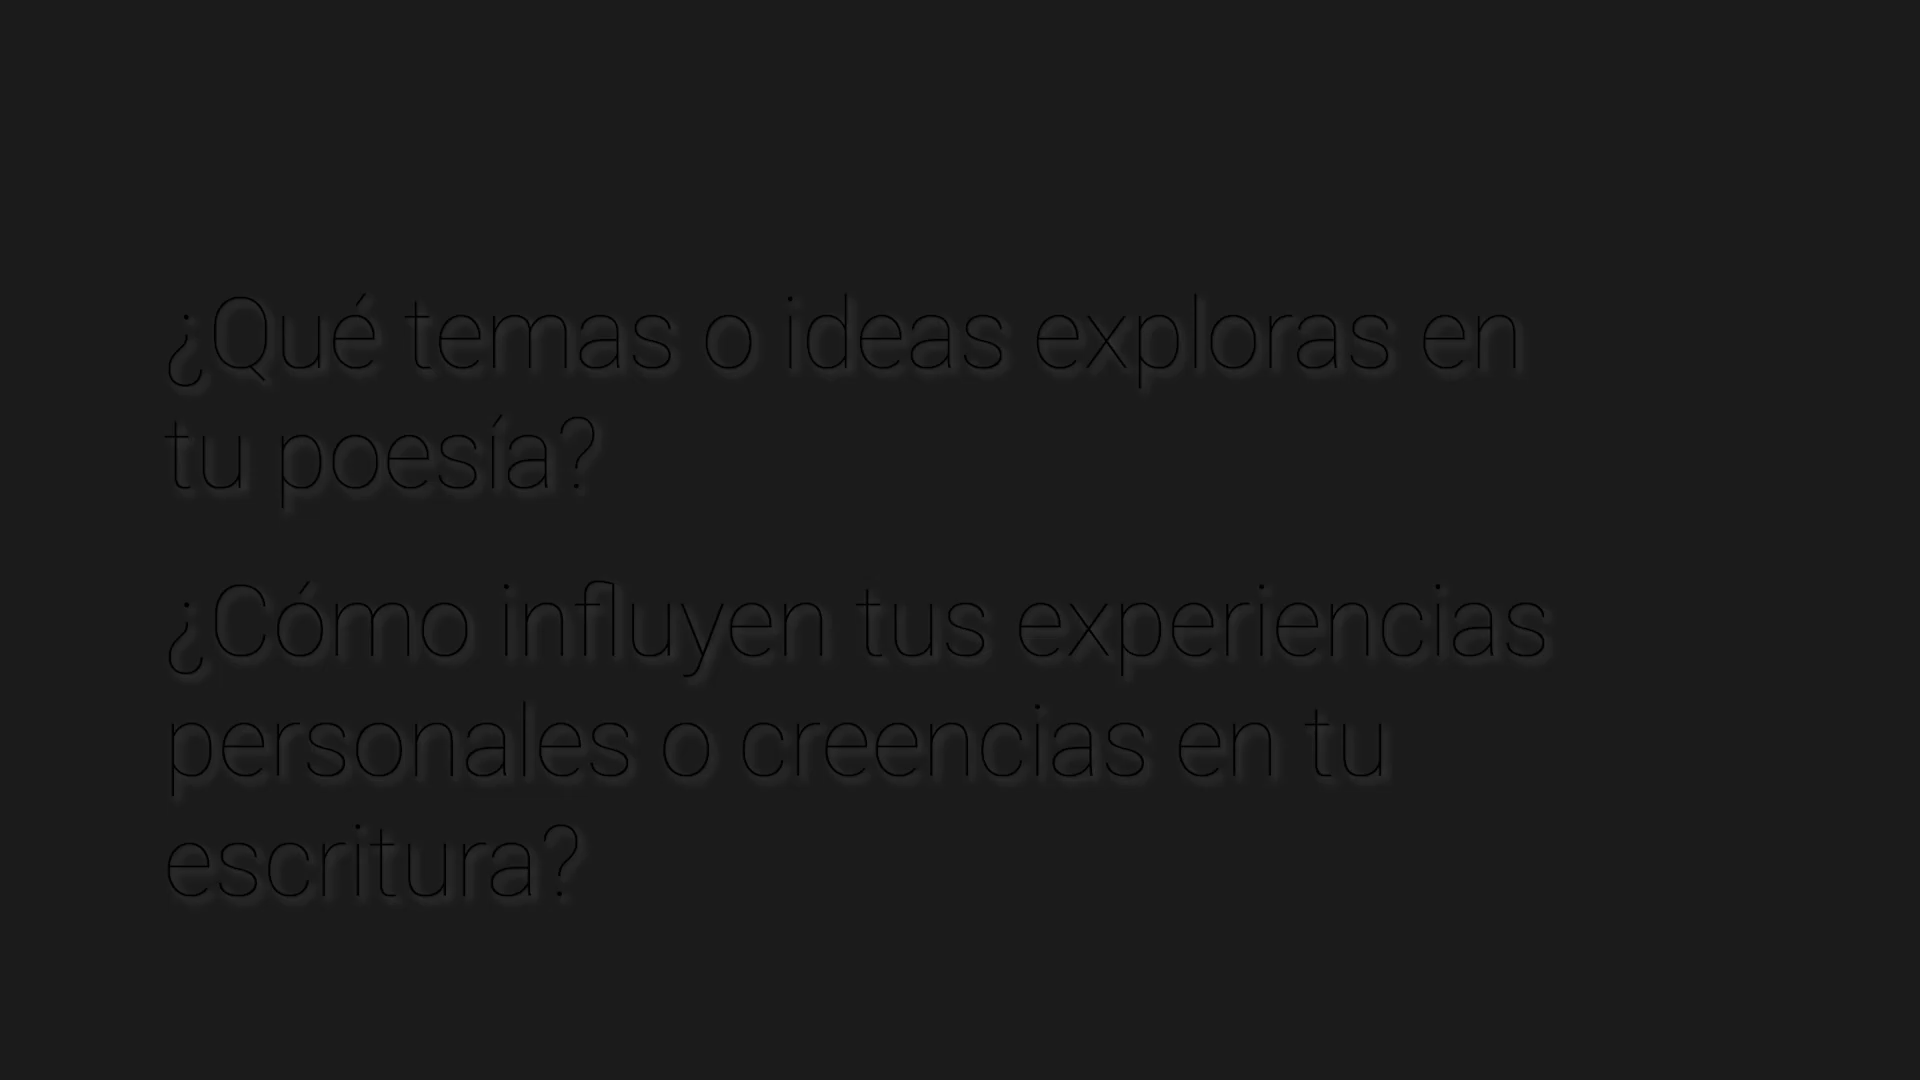 ¿Qué temas o ideas exploras en
tu poesía?
¿Cómo influyen tus experiencias
personales o creencias en tu
escritura?